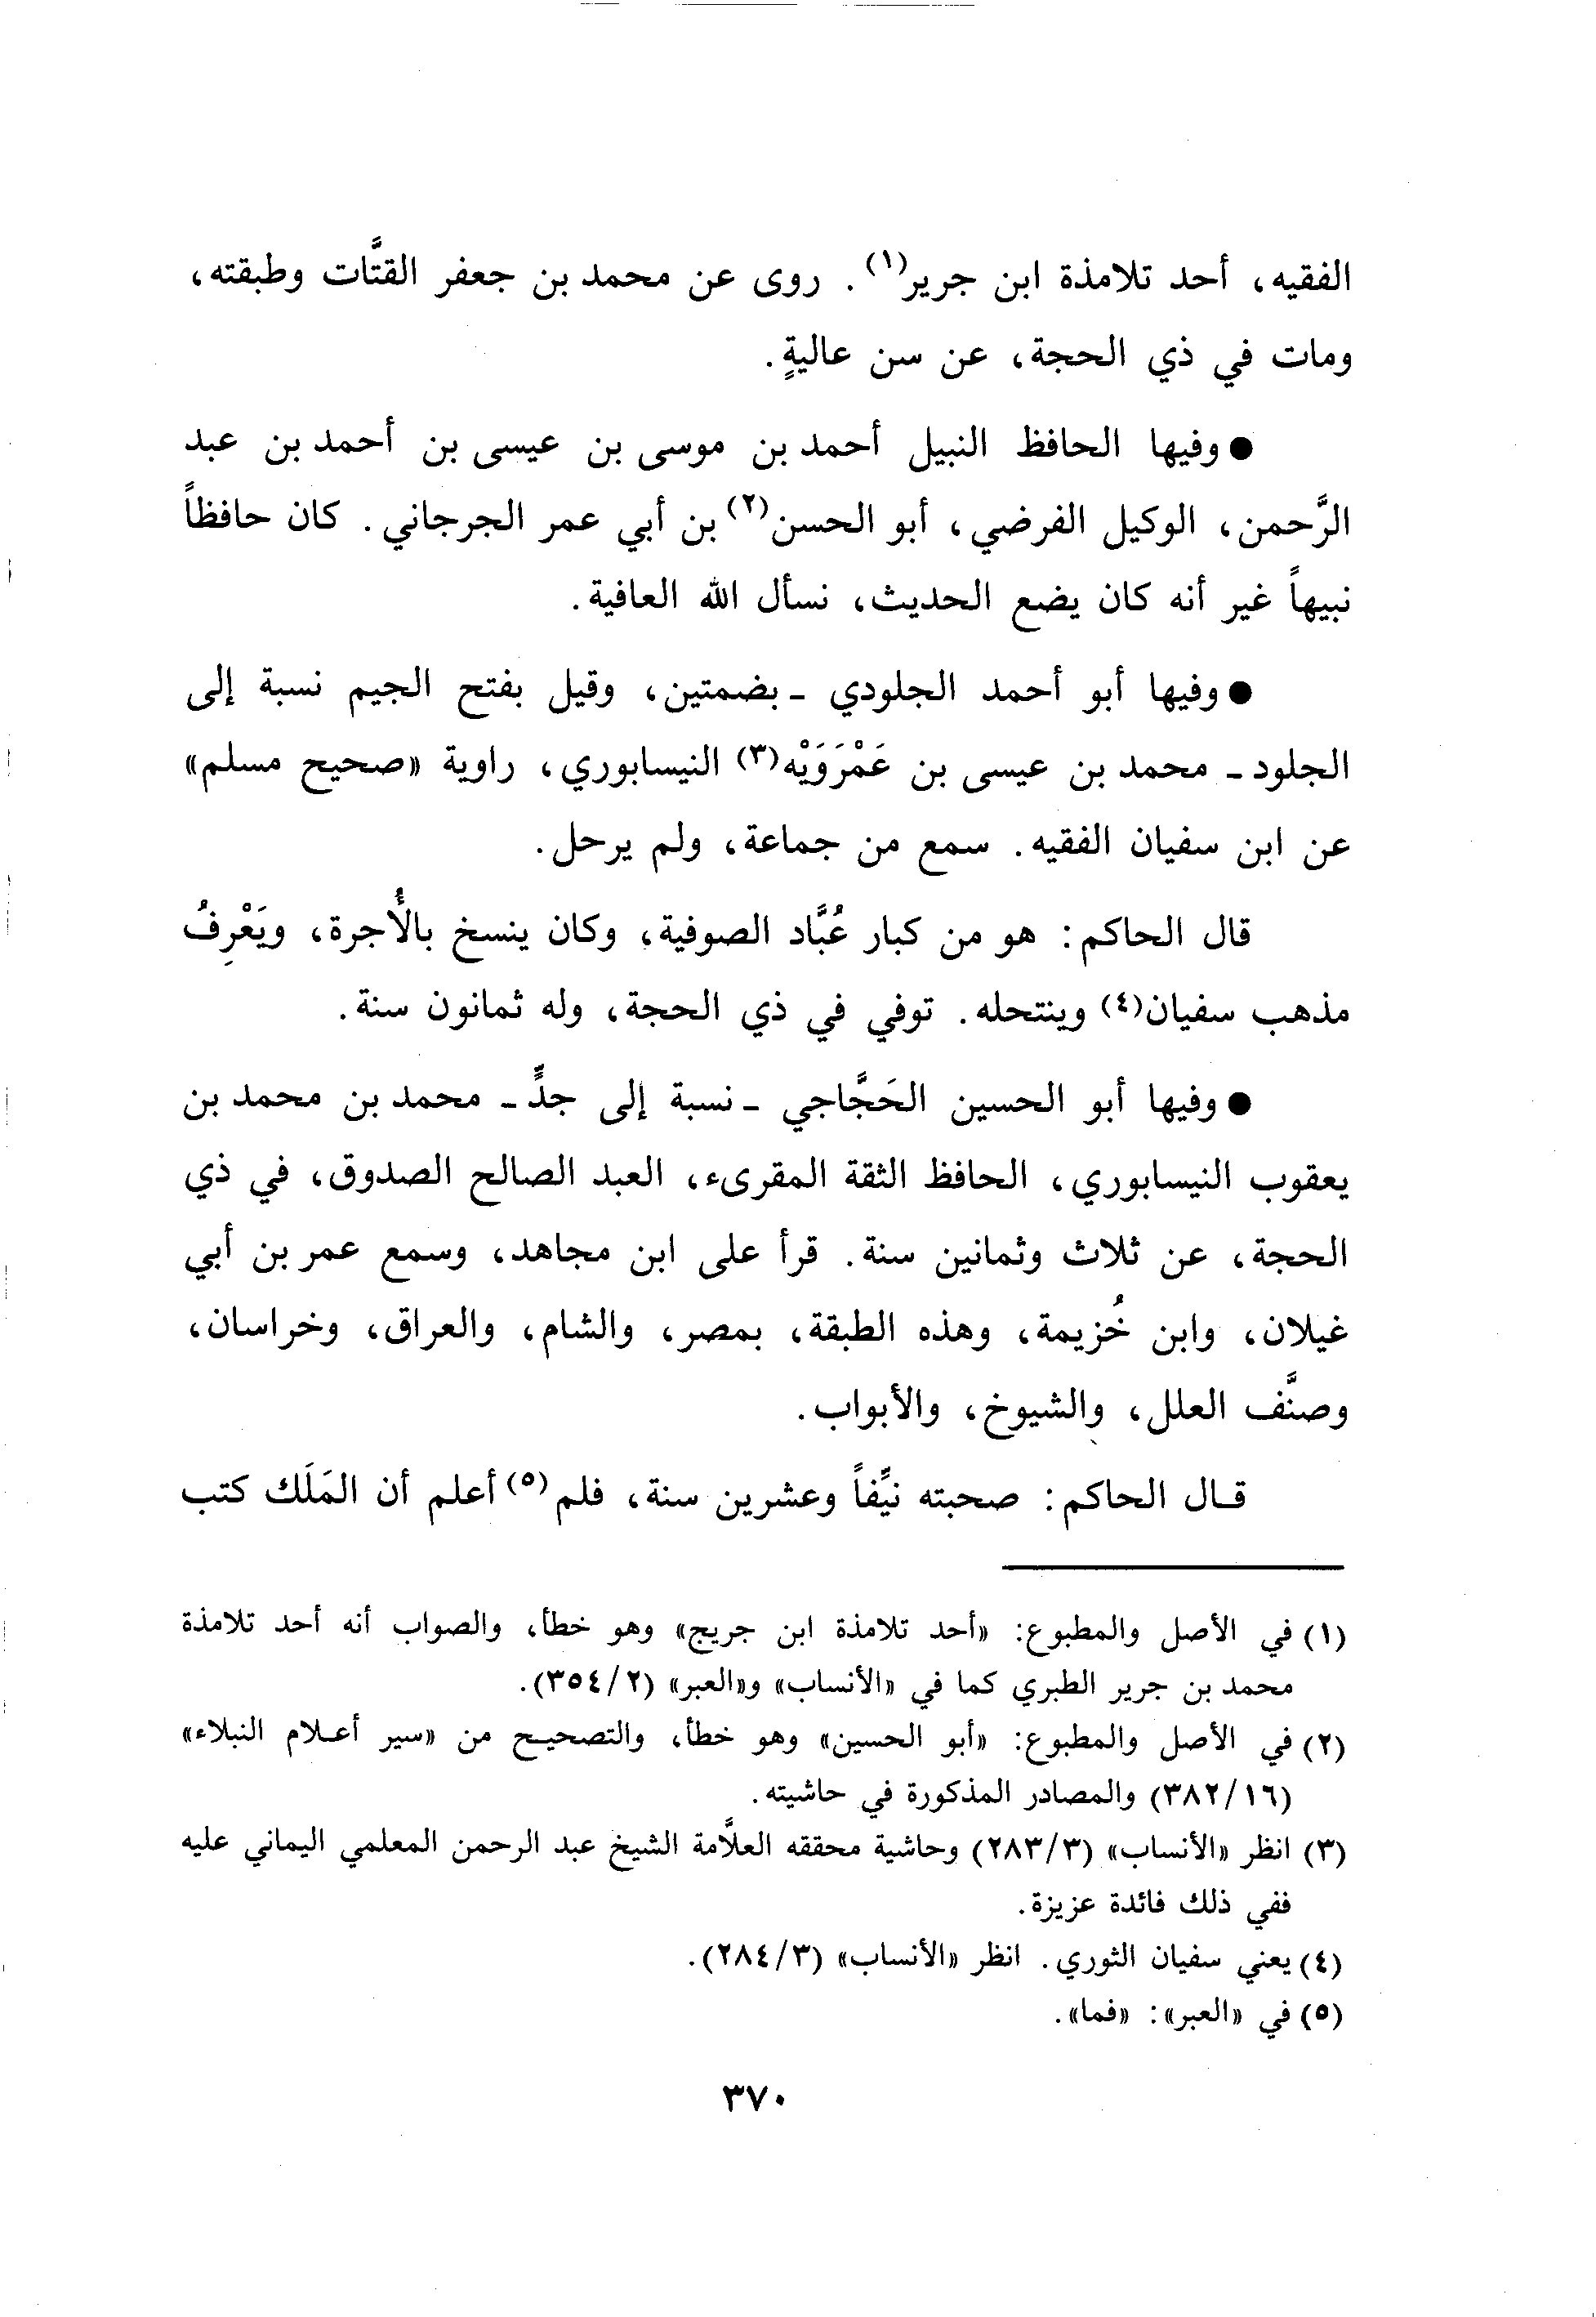 الفقيه، أحد تلامذة ابن جرير(١). روى عن محمد بن جعفر القتَّات وطبقته،
ومات في ذي الحجة، عن سن عاليةٍ.
● وفيها الحافظ النبيل أحمد بن موسى بن عيسى بن أحمد بن عبد
الرَّحمن، الوكيل الفرضي، أبو الحسن(٢) بن أبي عمر الجرجاني. كان حافظاً
نبيهاً غير أنه كان يضع الحديث، نسأل الله العافية.
● وفيها أبو أحمد الجلودي ـ بضمتين، وقيل بفتح الجيم نسبة إلى
الجلود ـ محمد بن عيسى بن عَمْرَوَيْه(٣) النيسابوري، راوية «صحيح مسلم»
عن ابن سفيان الفقيه. سمع من جماعة، ولم يرحل.
قال الحاكم: هو من كبار عُبَّاد الصوفية، وكان ينسخ بالأُجرة، ويَعْرِفُ
مذهب سفيان(٤) وينتحله. توفي في ذي الحجة، وله ثمانون سنة.
● وفيها أبو الحسين الحَجَّاجي ـ نسبة إلى جدٍّ ـ محمد بن محمد بن
يعقوب النيسابوري، الحافظ الثقة المقرىء، العبد الصالح الصدوق، في ذي
الحجة، عن ثلاث وثمانين سنة. قرأ على ابن مجاهد، وسمع عمر بن أبي
غيلان، وابن خُزيمة، وهذه الطبقة، بمصر، والشام، والعراق، وخراسان،
وصنَّف العلل، والشيوخ، والأبواب.
قـال الحاكم: صحبته نيِّفاً وعشرين سنة، فلم(٥) أعلم أن المَلَك كتب
(١) في الأصل والمطبوع: «أحد تلامذة ابن جريج» وهو خطأ، والصواب أنه أحد تلامذة
محمد بن جرير الطبري كما في «الأنساب» و«العبر» (٢/٣٥٤).
(٢) في الأصل والمطبوع: «أبو الحسين» وهو خطأ، والتصحيـح من «سير أعـلام النبلاء»
(١٦/٣٨٢) والمصادر المذكورة في حاشيته.
(٣) انظر «الأنساب» (٣/٢٨٣) وحاشية محققه العلاَّمة الشيخ عبد الرحمن المعلمي اليماني عليه
ففي ذلك فائدة عزيزة.
(٤) يعني سفيان الثوري. انظر «الأنساب» (٣/٢٨٤).
(٥) في «العبر»: «فما».
٣٧٠